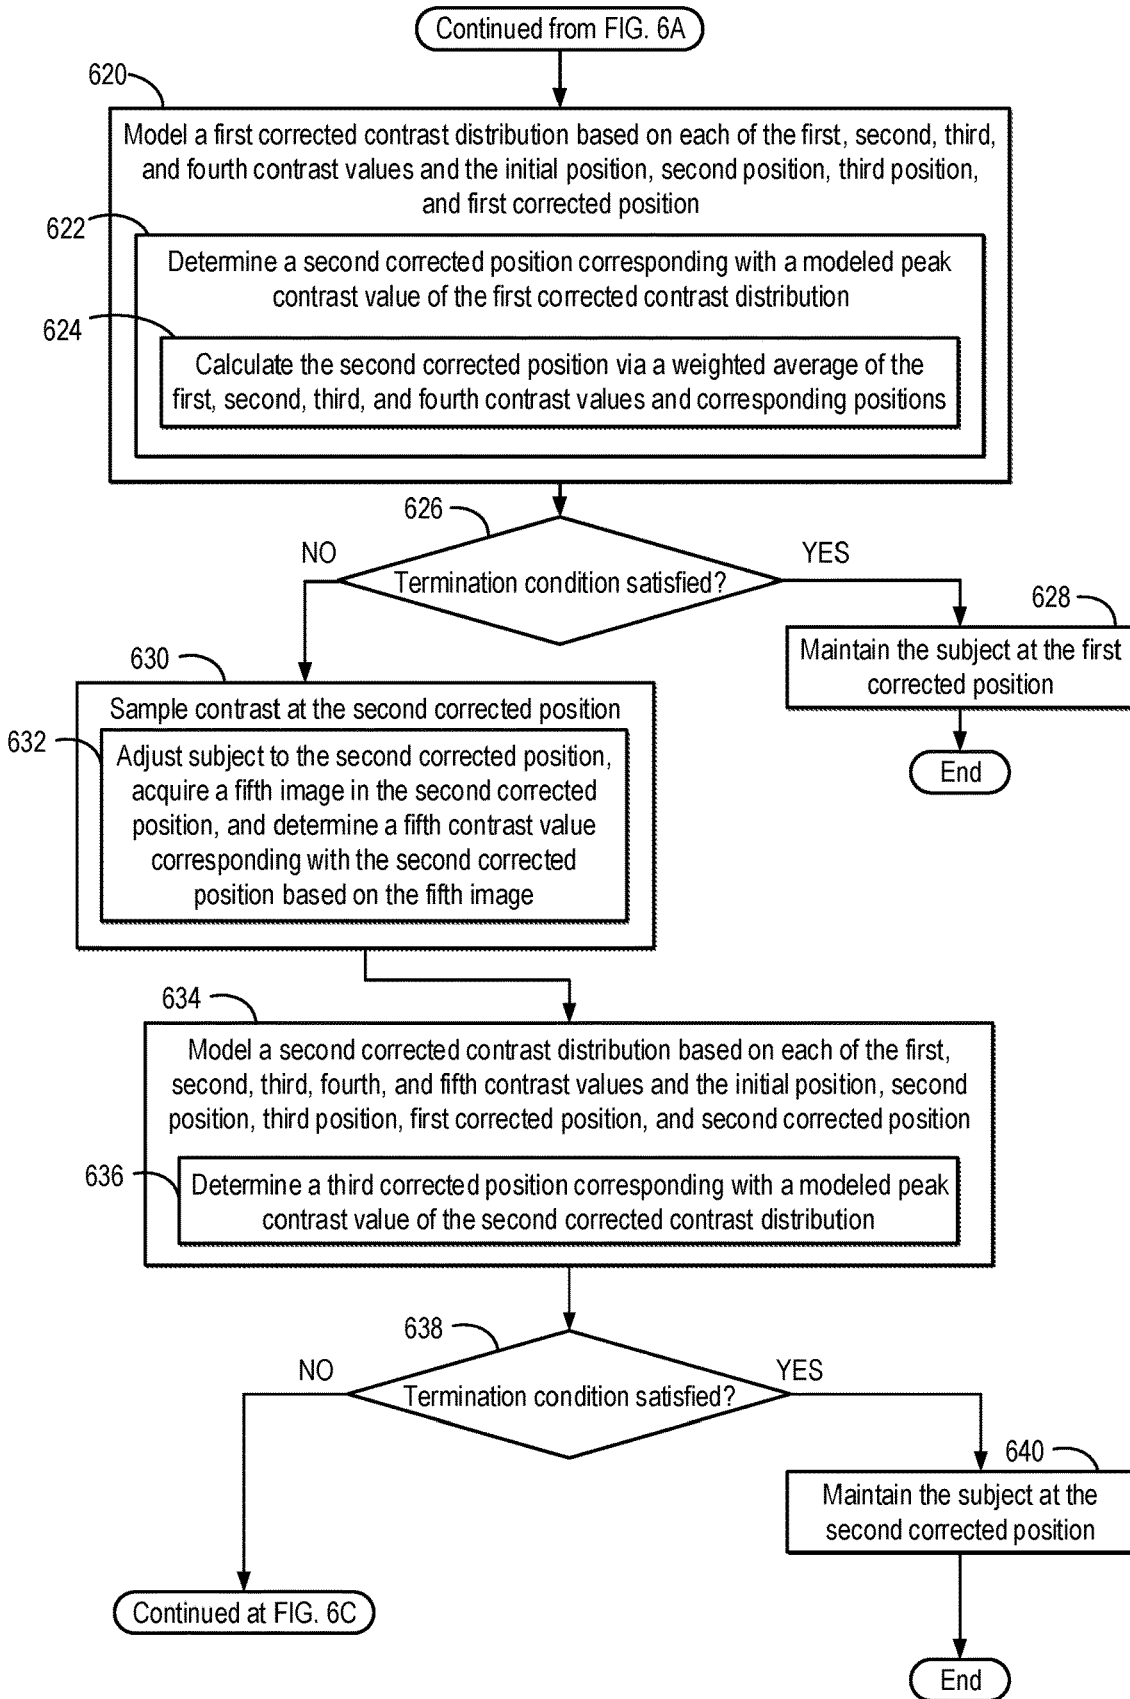 Continued from FIG. 6A
620
Model a first corrected contrast distribution based on each of the first, second, third,
and fourth contrast values and the initial position, second position, third position,
and first corrected position
622
Determine a second corrected position corresponding with a modeled peak
contrast value of the first corrected contrast distribution
624
Calculate the second corrected position via a weighted average of the
first, second, third, and fourth contrast values and corresponding positions
626
NO
YES
Termination condition satisfied?
628
Maintain the subject at the first
corrected position
End
630
Sample contrast at the second corrected position
632
Adjust subject to the second corrected position,
acquire a fifth image in the second corrected
position, and determine a fifth contrast value
corresponding with the second corrected
position based on the fifth image
634
Model a second corrected contrast distribution based on each of the first,
second, third, fourth, and fifth contrast values and the initial position, second
position, third position, first corrected position, and second corrected position
636
Determine a third corrected position corresponding with a modeled peak
contrast value of the second corrected contrast distribution
638
NO
YES
Termination condition satisfied?
640
Maintain the subject at the
second corrected position
Continued at FIG. 6C
End